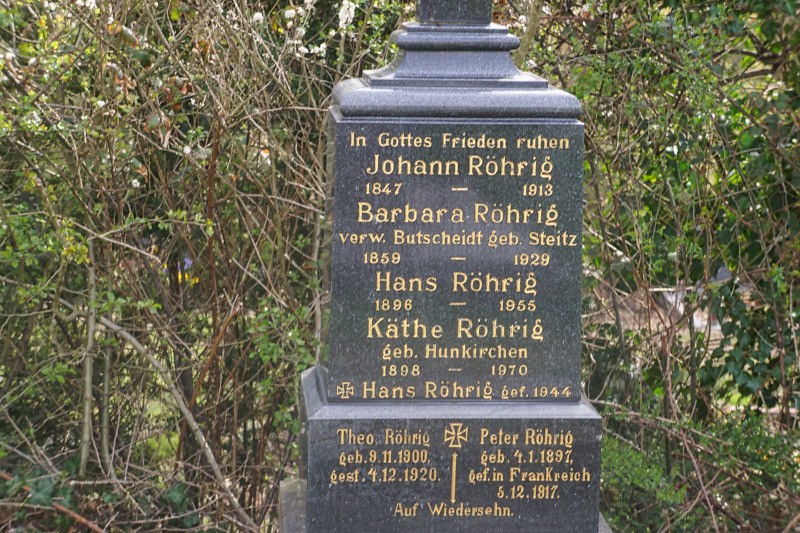 In Gottes Frieden ruhen
Johann Röhrig
1847 — 1913
Barbara Röhrig
verw. Butscheidt geb. Steitz
1859 — 1929
Hans Röhrig
1896 — 1955
Käthe Röhrig
geb. Hunkirchen
1898 — 1970
Hans Röhrig gef. 1944
Theo Röhrig
geb. 9.11.1900,
gest. 4.12.1920.
Peter Röhrig
geb. 4.1.1897,
gef. in Frankreich
5.12.1917.
Auf Wiedersehn.